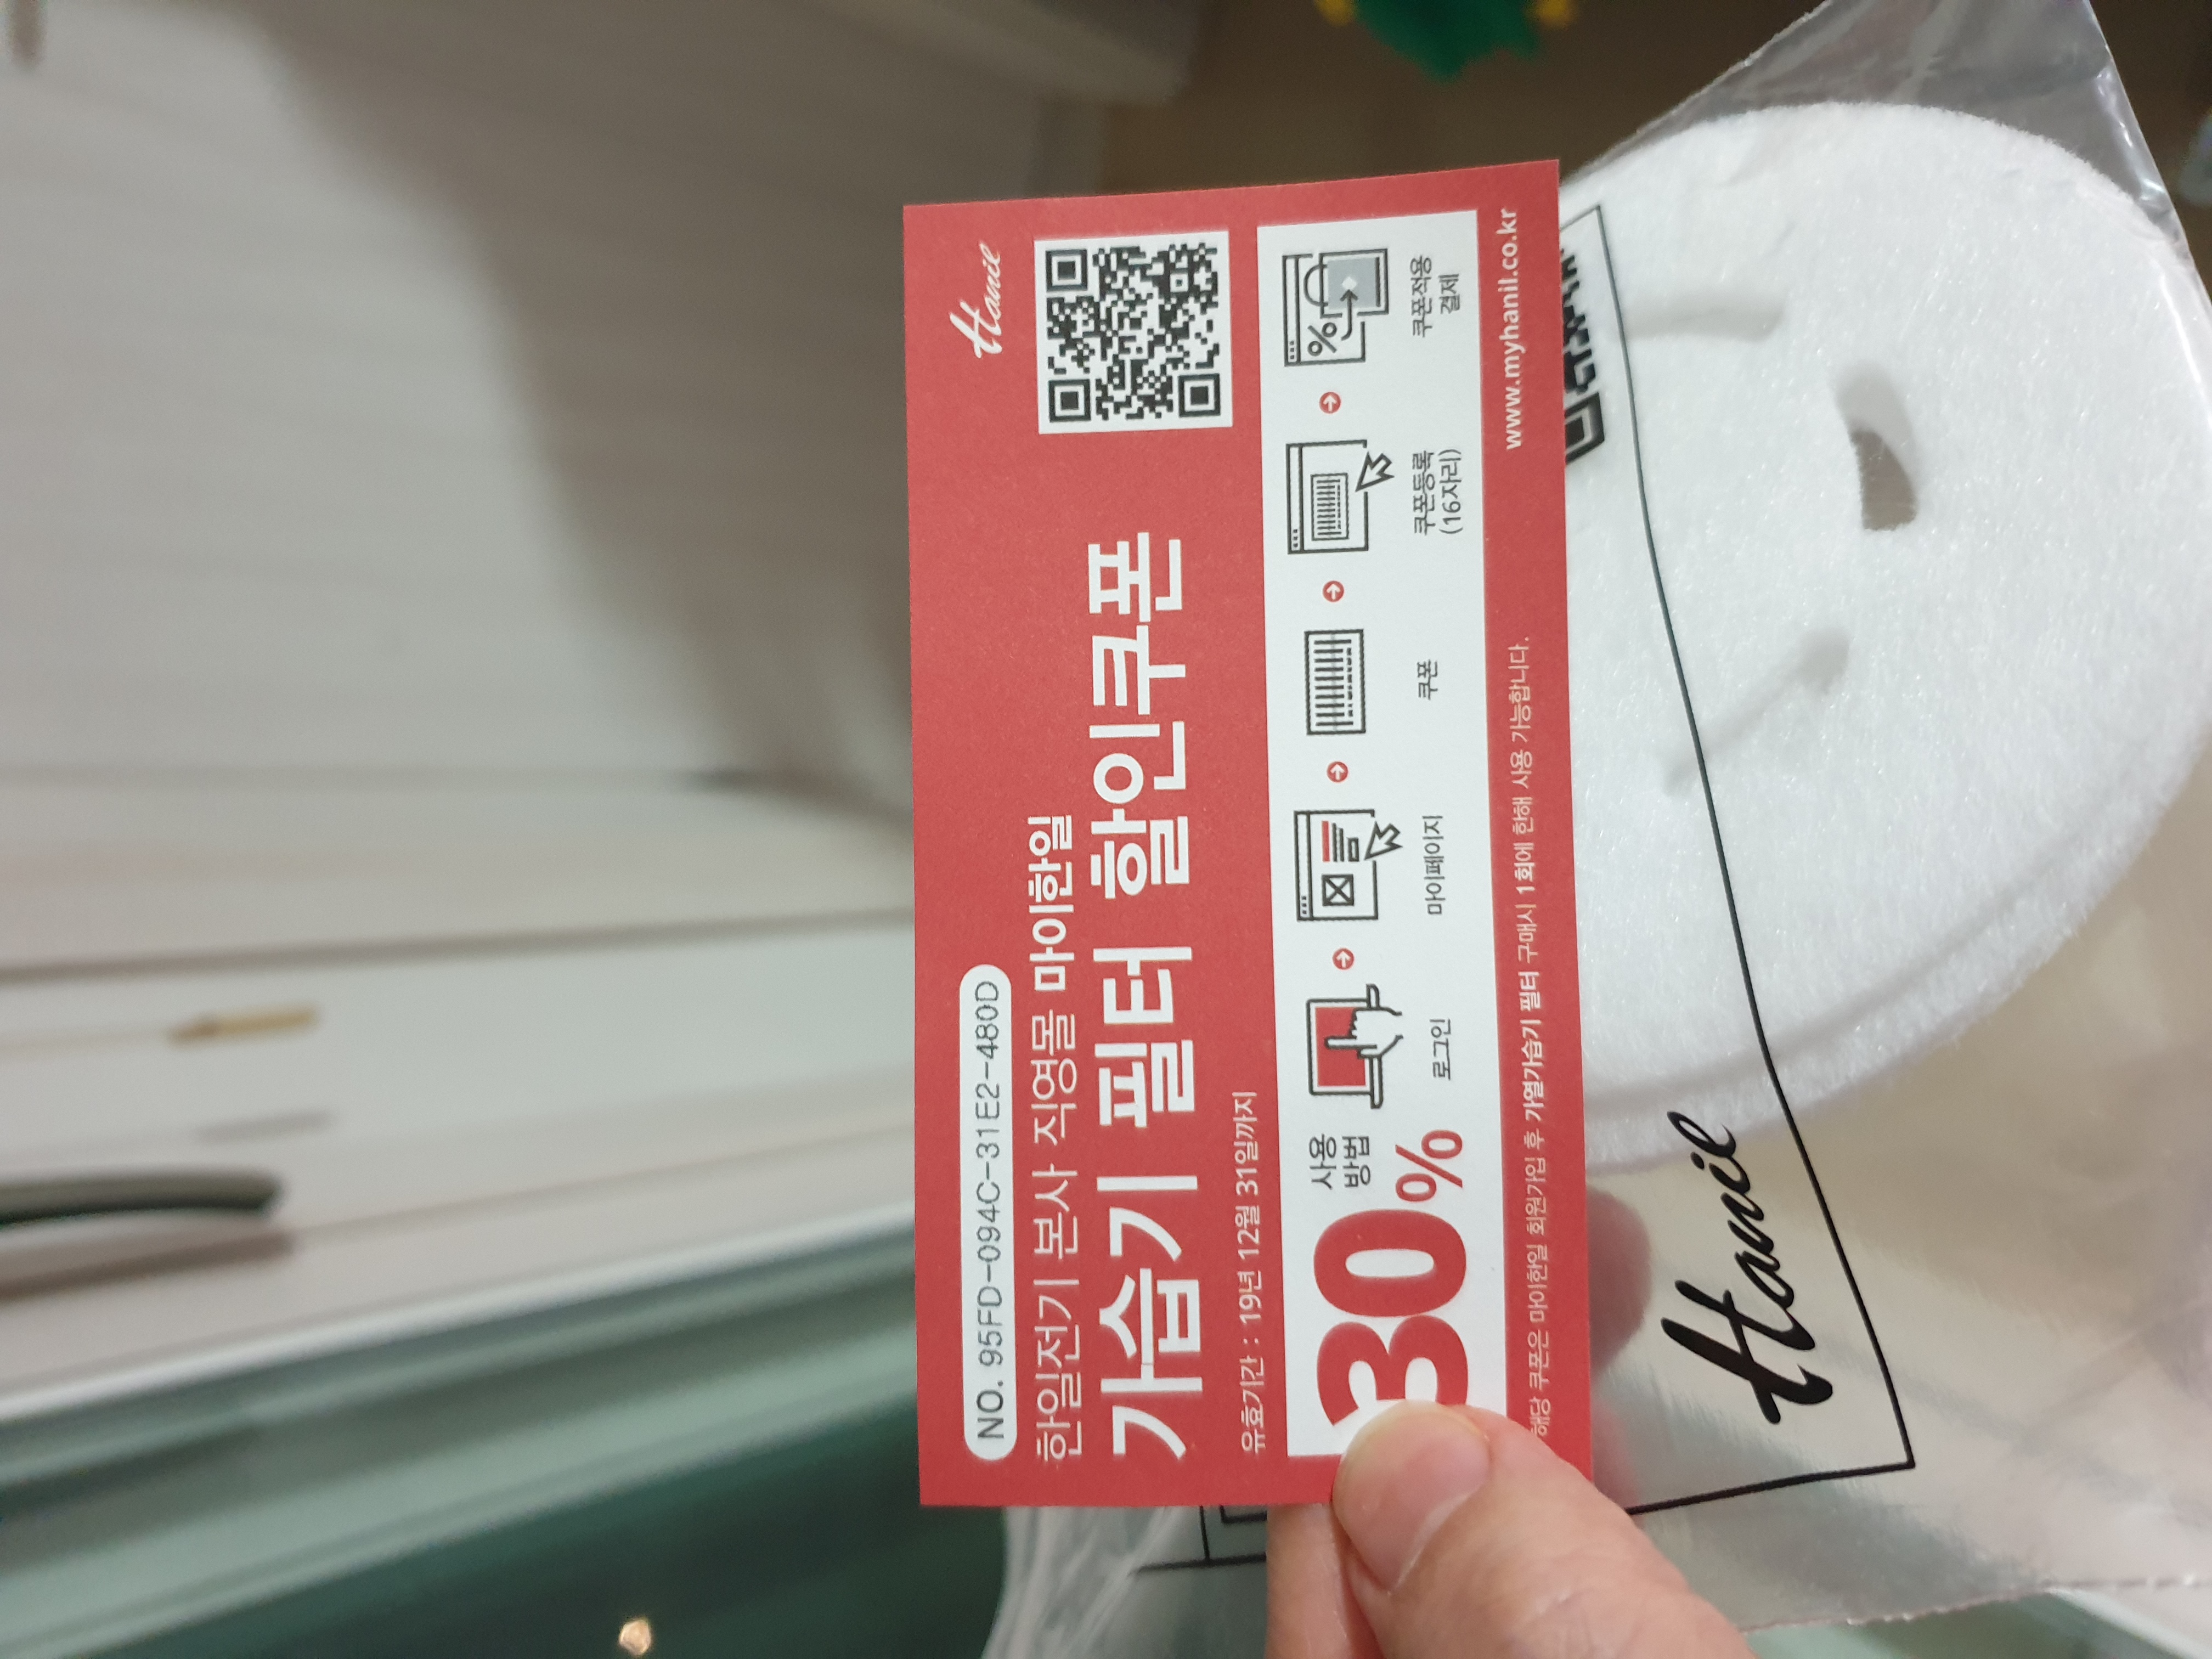 Hanil
NO. 95FD-094C-31E2-480D
한일전기 본사 직영몰 마이한일
가습기 필터 할인쿠폰
유효기간 : 19년 12월 31일까지
30%
사용
방법
로그인
마이페이지
쿠폰
쿠폰등록
(16자리)
쿠폰적용
결제
해당 쿠폰은 마이한일 회원가입 후 가열가습기 필터 구매시 1회에 한해 사용 가능합니다.
www.myhanil.co.kr
Hanil